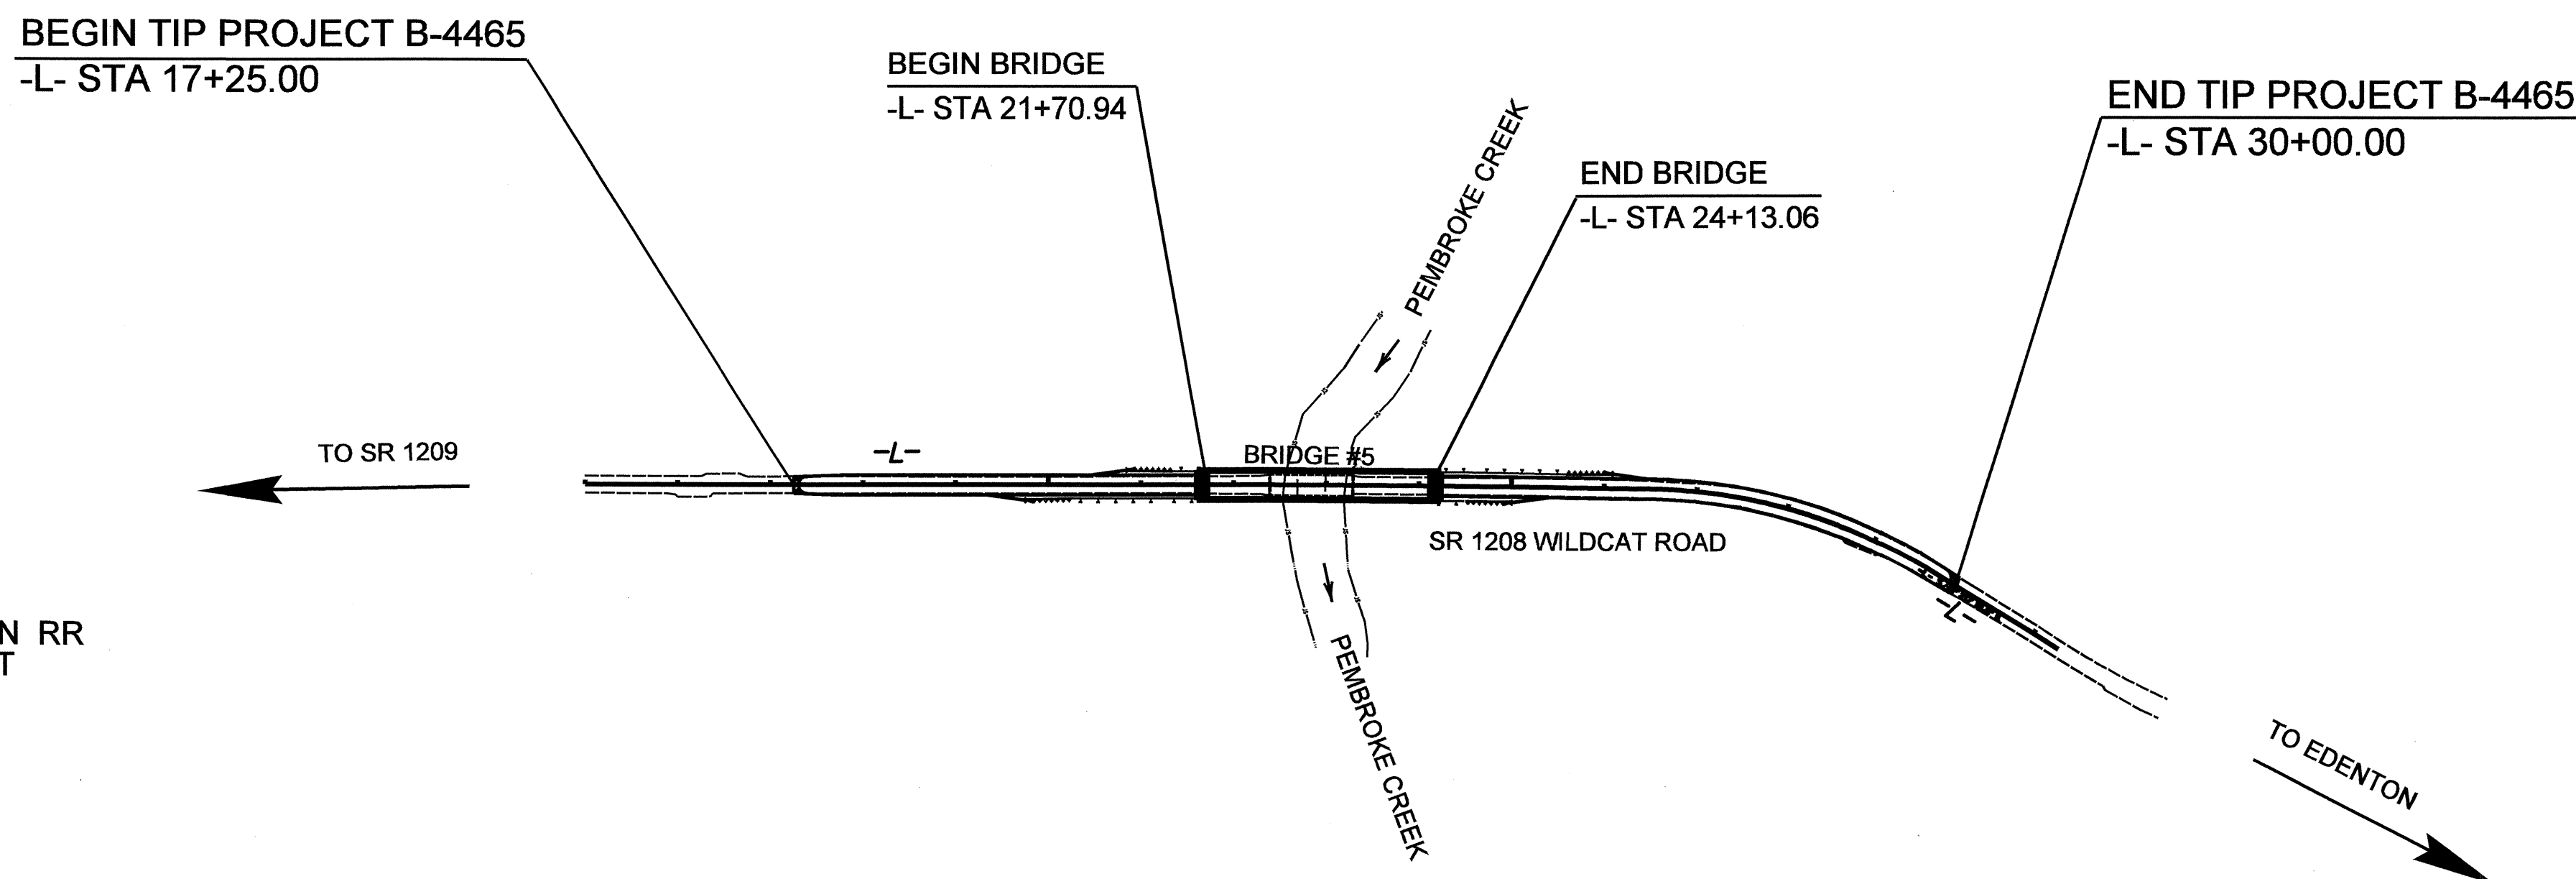 BEGIN TIP PROJECT B-4465
-L- STA 17+25.00
BEGIN BRIDGE
-L- STA 21+70.94
END TIP PROJECT B-4465
-L- STA 30+00.00
PEMBROKE CREEK
END BRIDGE
-L- STA 24+13.06
TO SR 1209
-L-
BRIDGE #5
SR 1208 WILDCAT ROAD
-L-
N RR
T
PEMBROKE CREEK
TO EDENTON